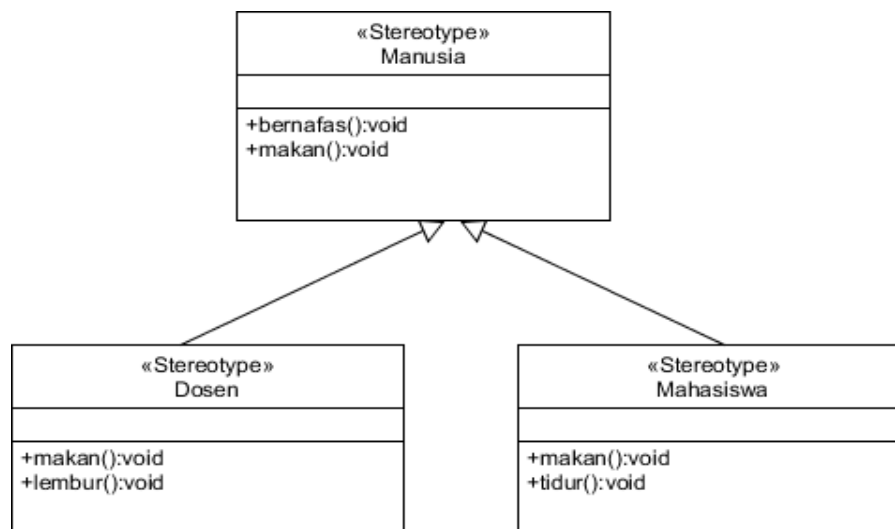 «Stereotype»
Manusia
+bernafas():void
+makan():void
«Stereotype»
Dosen
+makan():void
+lembur():void
«Stereotype»
Mahasiswa
+makan():void
+tidur():void